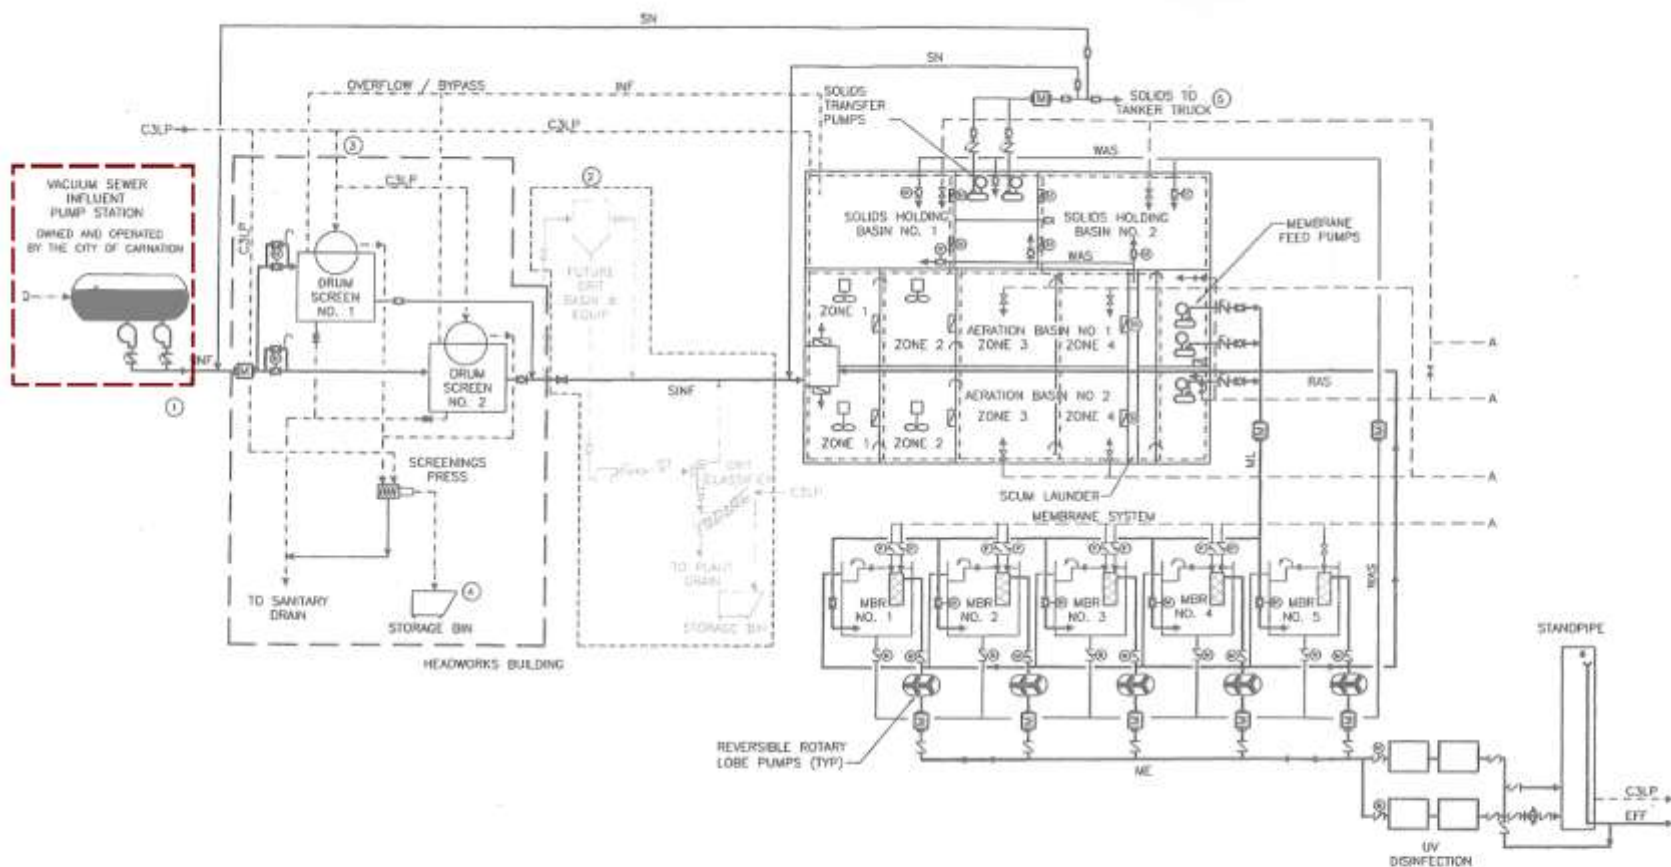 SN
SN
OVERFLOW / BYPASS
INF
SOLIDS
TRANSFER
PUMPS
SOLIDS TO
TANKER TRUCK
5
C3LP
C3LP
3
WAS
VACUUM SEWER
INFLUENT
PUMP STATION
OWNED AND OPERATED
BY THE CITY OF CARNATION
C3LP
2
C3LP
SOLIDS HOLDING
BASIN NO. 1
SOLIDS HOLDING
BASIN NO. 2
MEMBRANE
FEED PUMPS
WAS
DRUM
SCREEN
NO. 1
FUTURE
GRIT
BASIN &
EQUIP
ZONE 1
ZONE 2
AERATION BASIN NO. 1
ZONE 3
ZONE 4
A
INF
M
DRUM
SCREEN
NO. 2
SINF
RAS
1
AERATION BASIN NO. 2
ZONE 3
ZONE 4
A
ZONE 1
ZONE 2
M
M
ML
SCREENINGS
PRESS
GRIT
CLASSIFIER
C3LP
A
SCUM LAUNDER
MEMBRANE SYSTEM
A
TO PLANT
DRAIN
WAS
TO SANITARY
DRAIN
4
STORAGE BIN
STORAGE BIN
MBR
NO. 1
MBR
NO. 2
MBR
NO. 3
MBR
NO. 4
MBR
NO. 5
STANDPIPE
HEADWORKS BUILDING
M
M
M
M
M
REVERSIBLE ROTARY
LOBE PUMPS (TYP)
ME
C3LP
EFF
UV
DISINFECTION